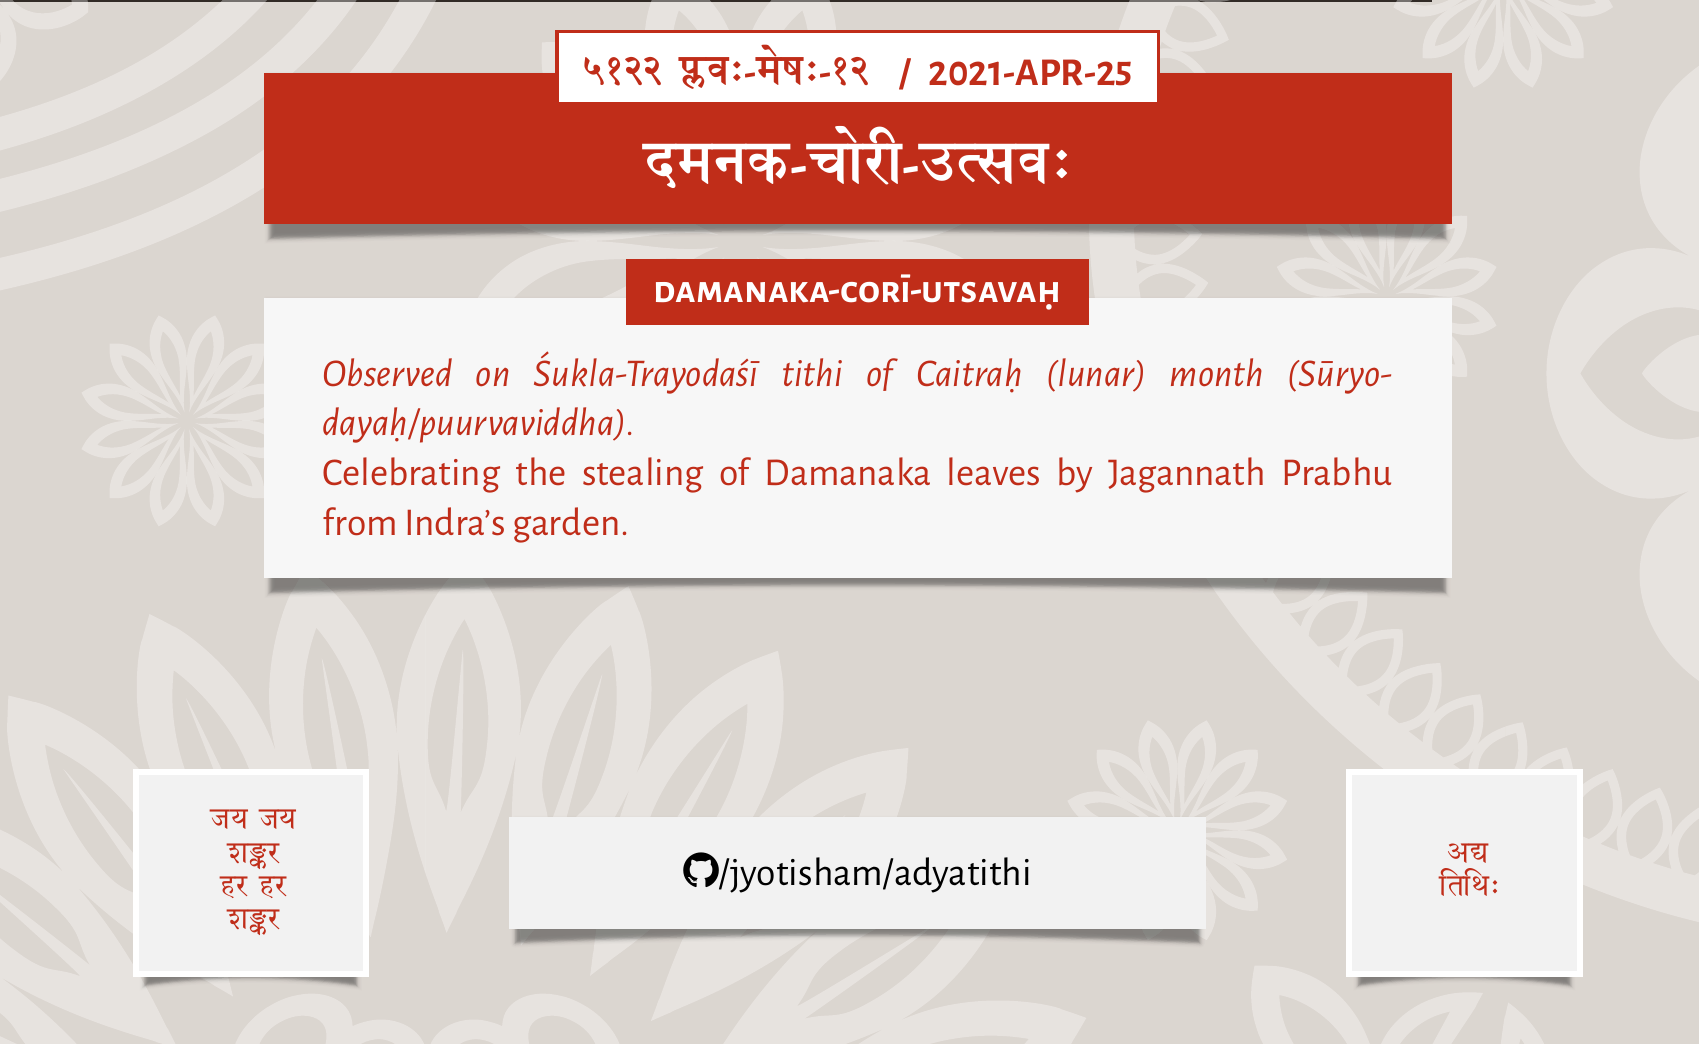 ५१२२ प्लवः-मेषः-१२ / 2021-APR-25
दमनक-चोरी-उत्सवः
DAMANAKA-CORĪ-UTSAVAḤ
Observed on Śukla-Trayodaśī tithi of Caitraḥ (lunar) month (Sūryo-
dayaḥ/puurvaviddha).
Celebrating the stealing of Damanaka leaves by Jagannath Prabhu
from Indra’s garden.
जय जय
शङ्कर
हर हर
शङ्कर
/jyotisham/adyatithi
अद्य
तिथिः